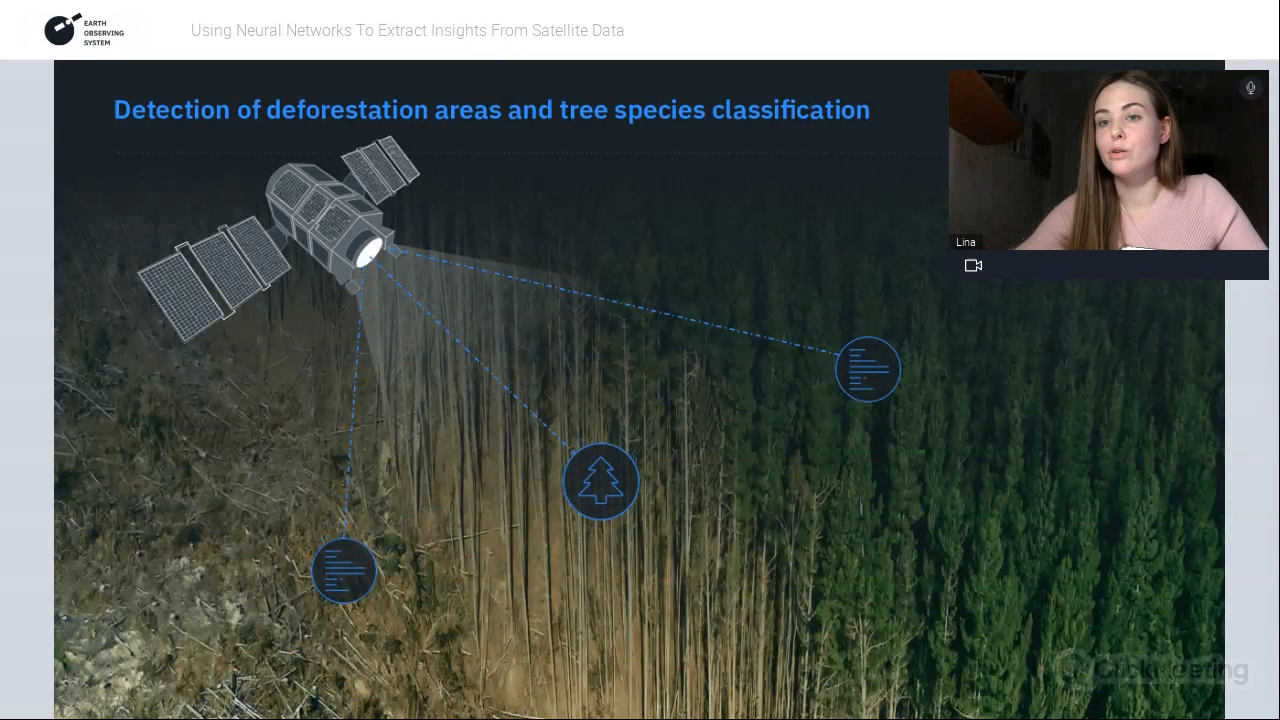 EARTH
OBSERVING
SYSTEM
Using Neural Networks To Extract Insights From Satellite Data
Detection of deforestation areas and tree species classification
Lina
ClickMeeting